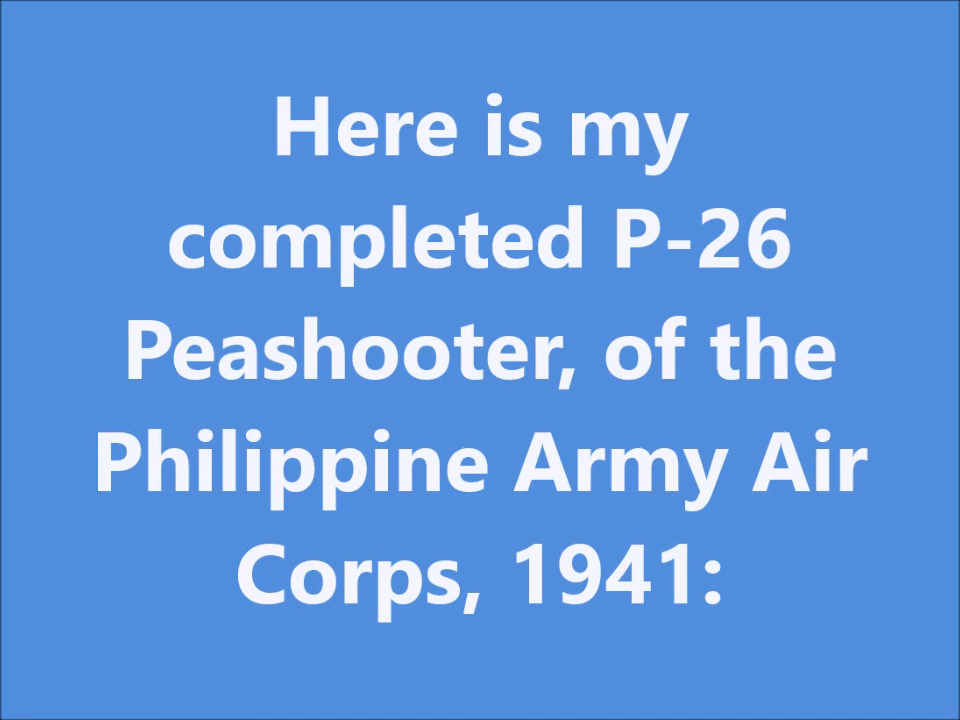 Here is my
completed P-26
Peashooter, of the
Philippine Army Air
Corps, 1941: